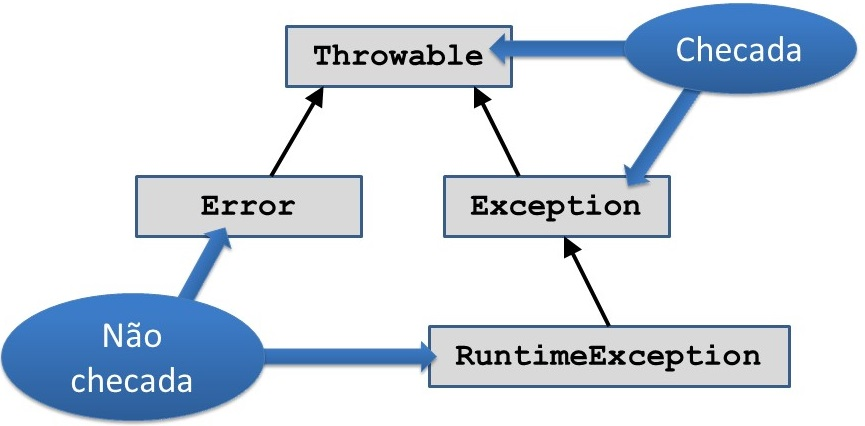 Throwable
Checada
Error
Exception
Não
checada
RuntimeException